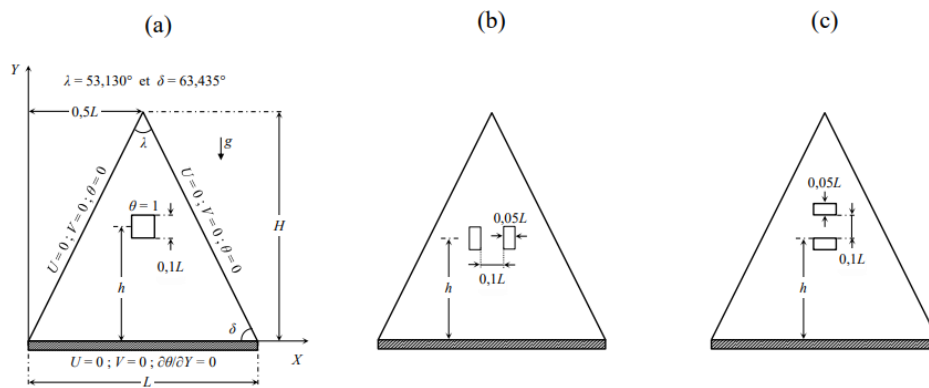 (a)
(b)
(c)
Y
λ = 53,130° et δ = 63,435°
0,5L
λ
g
U = 0 ; V = 0 ; θ = 0
U = 0 ; V = 0 ; θ = 0
θ = 1
H
h
0,1L
δ
X
U = 0 ; V = 0 ; ∂θ/∂Y = 0
L
0,05L
h
0,1L
0,05L
h
0,1L